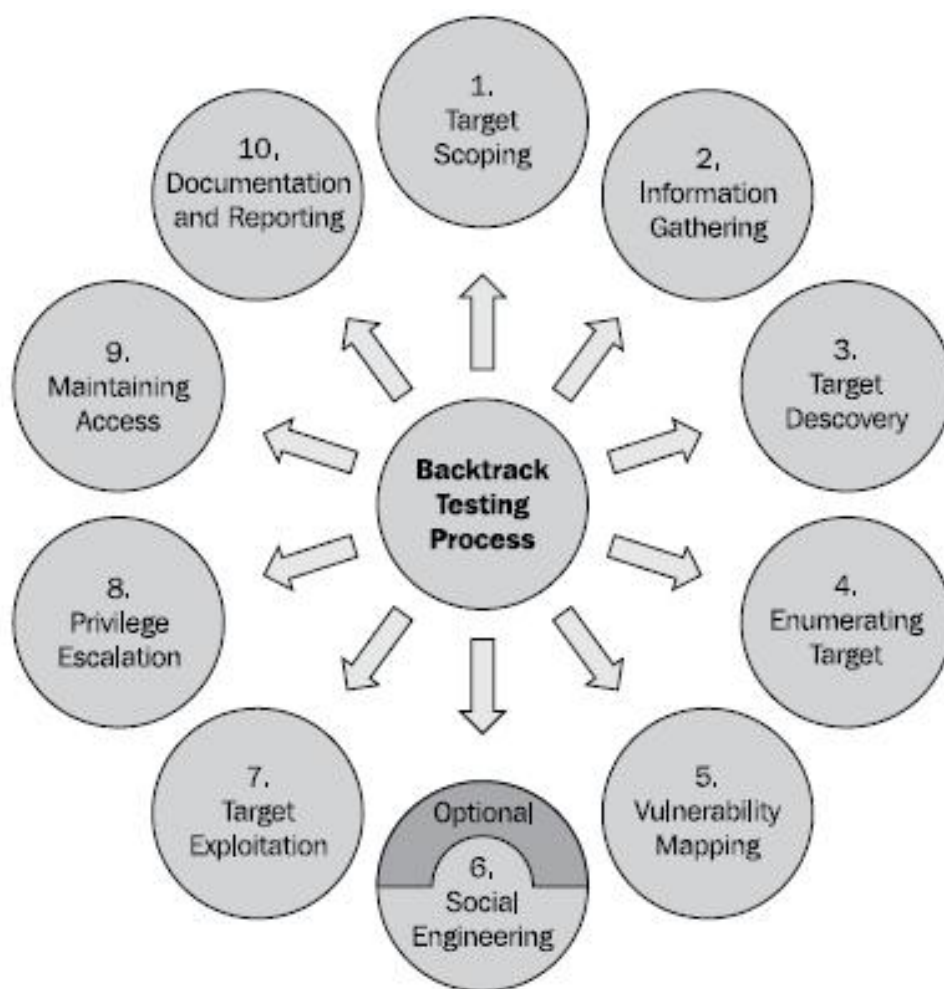 1.
Target
Scoping
2.
Information
Gathering
3.
Target
Descovery
4.
Enumerating
Target
5.
Vulnerability
Mapping
Optional
6.
Social
Engineering
7.
Target
Exploitation
8.
Privilege
Escalation
9.
Maintaining
Access
10.
Documentation
and Reporting
Backtrack
Testing
Process